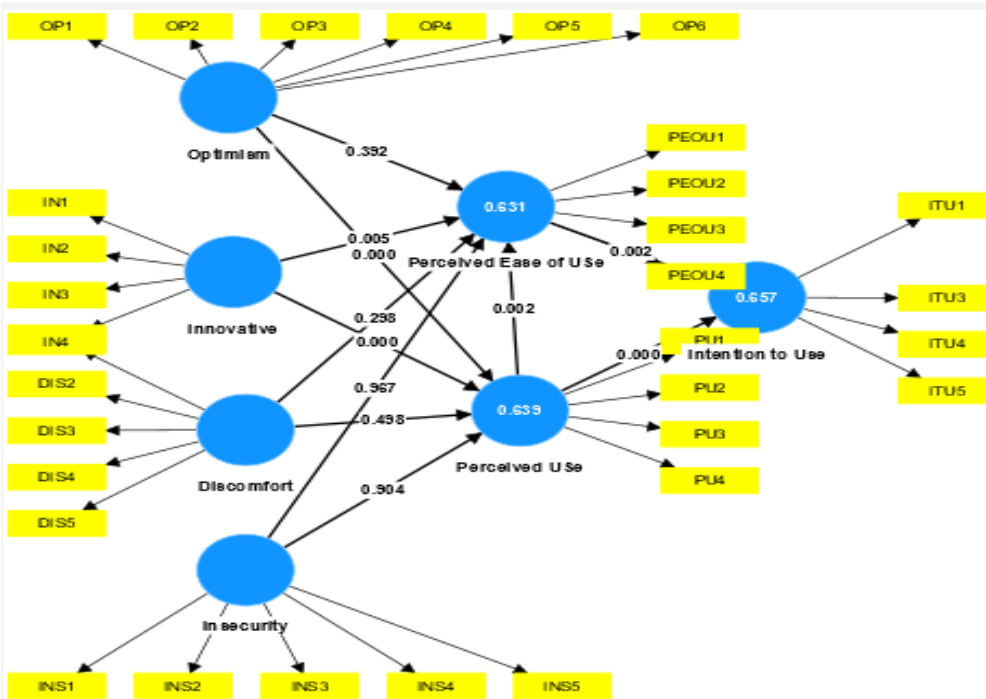 OP1 OP2 OP3 OP4 OP5 OP6
Optimism
0.392
PEOU1
PEOU2
PEOU3
PEOU4
0.631
Perceived Ease of USe
IN1
IN2
IN3
IN4
Innovative
0.005
0.000
0.002
ITU1
ITU3
ITU4
ITU5
0.657
Intention to Use
0.298
0.000
0.002
0.000
PU1
PU2
PU3
PU4
DIS2
DIS3
DIS4
DIS5
Discomfort
0.967
0.498
0.639
Perceived USe
0.904
Insecurity
INS1 INS2 INS3 INS4 INS5